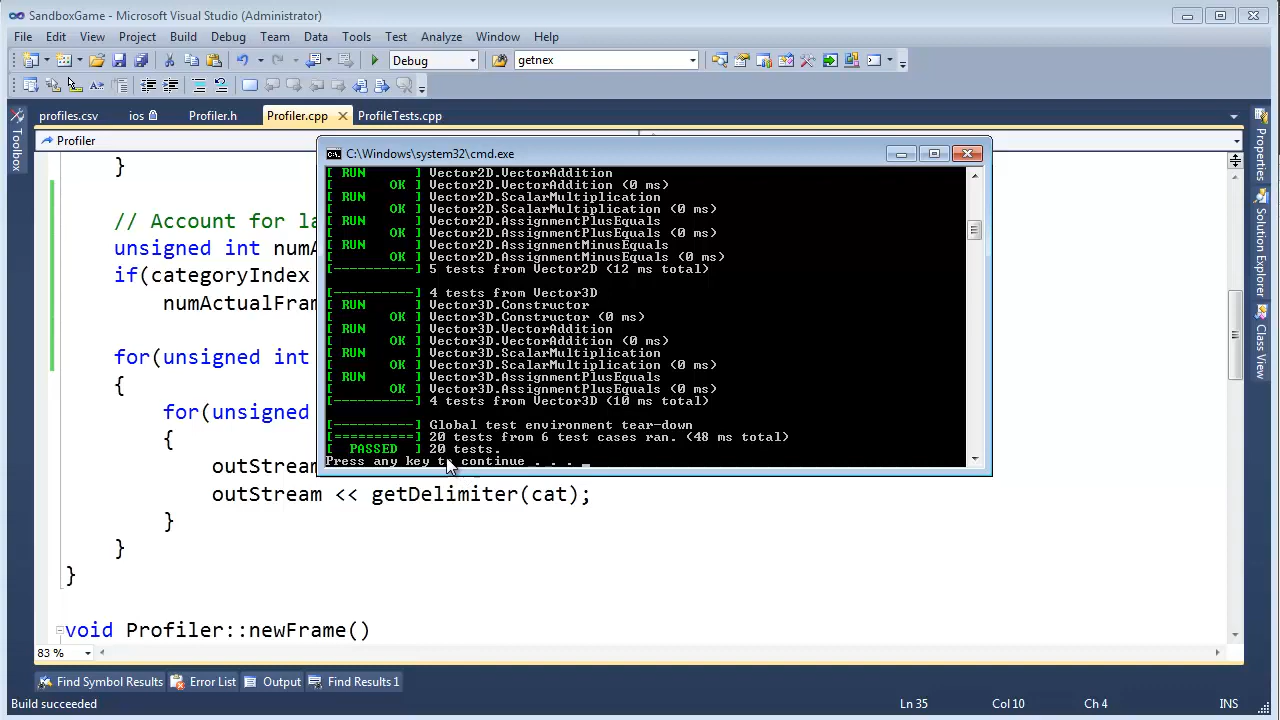 SandboxGame - Microsoft Visual Studio (Administrator)
File Edit View Project Build Debug Team Data Tools Test Analyze Window Help
Debug getnex
profiles.csv ios Profiler.h Profiler.cpp ProfileTests.cpp
Profiler
C:\Windows\system32\cmd.exe
[ RUN      ] Vector2D.VectorAddition
[       OK ] Vector2D.VectorAddition (0 ms)
[ RUN      ] Vector2D.ScalarMultiplication
[       OK ] Vector2D.ScalarMultiplication (0 ms)
[ RUN      ] Vector2D.AssignmentPlusEquals
[       OK ] Vector2D.AssignmentPlusEquals (0 ms)
[ RUN      ] Vector2D.AssignmentMinusEquals
[       OK ] Vector2D.AssignmentMinusEquals (0 ms)
[----------] 5 tests from Vector2D (12 ms total)
[----------] 4 tests from Vector3D
[ RUN      ] Vector3D.Constructor
[       OK ] Vector3D.Constructor (0 ms)
[ RUN      ] Vector3D.VectorAddition
[       OK ] Vector3D.VectorAddition (0 ms)
[ RUN      ] Vector3D.ScalarMultiplication
[       OK ] Vector3D.ScalarMultiplication (0 ms)
[ RUN      ] Vector3D.AssignmentPlusEquals
[       OK ] Vector3D.AssignmentPlusEquals (0 ms)
[----------] 4 tests from Vector3D (10 ms total)
[----------] Global test environment tear-down
[==========] 20 tests from 6 test cases ran. (48 ms total)
[  PASSED  ] 20 tests.
Press any key to continue . . . _
}
// Account for la
unsigned int numA
if(categoryIndex
numActualFram
for(unsigned int
{
for(unsigned
{
outStream
outStream << getDelimiter(cat);
}
}
}
void Profiler::newFrame()
83 %
Find Symbol Results Error List Output Find Results 1
Build succeeded Ln 35 Col 10 Ch 4 INS
Toolbox
Properties
Solution Explorer
Class View